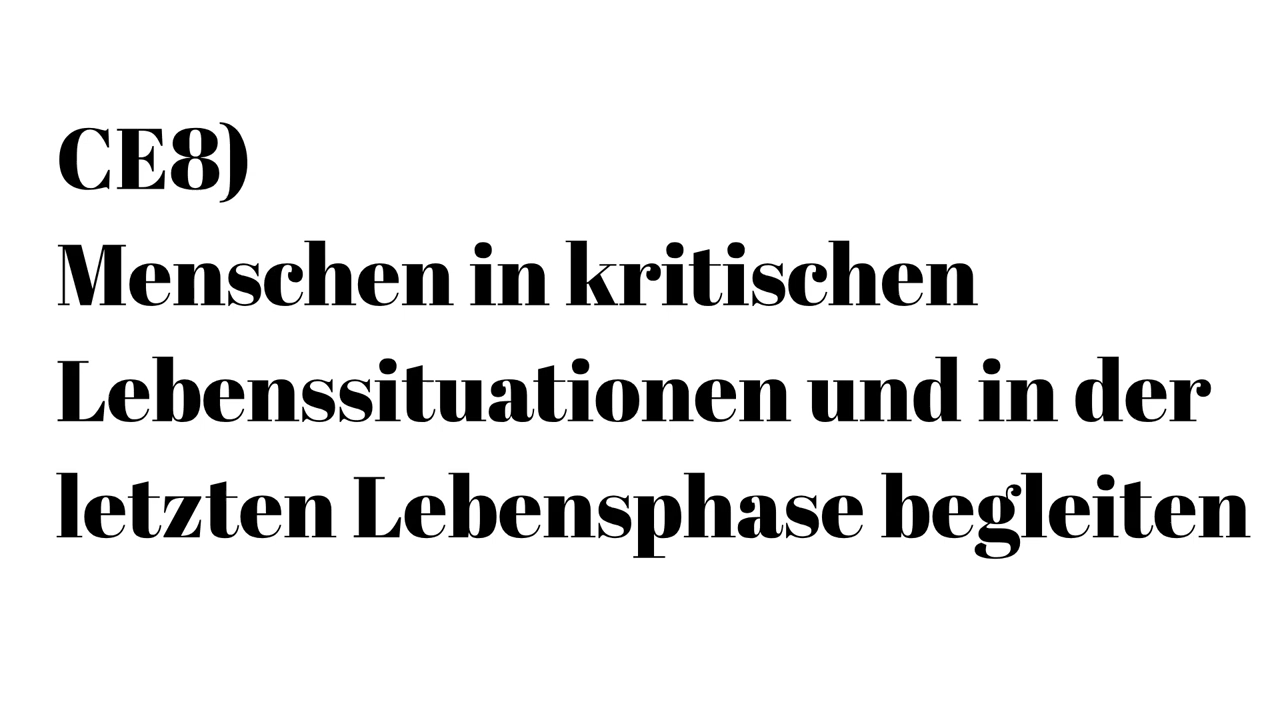 CE8)
Menschen in kritischen
Lebenssituationen und in der
letzten Lebensphase begleiten